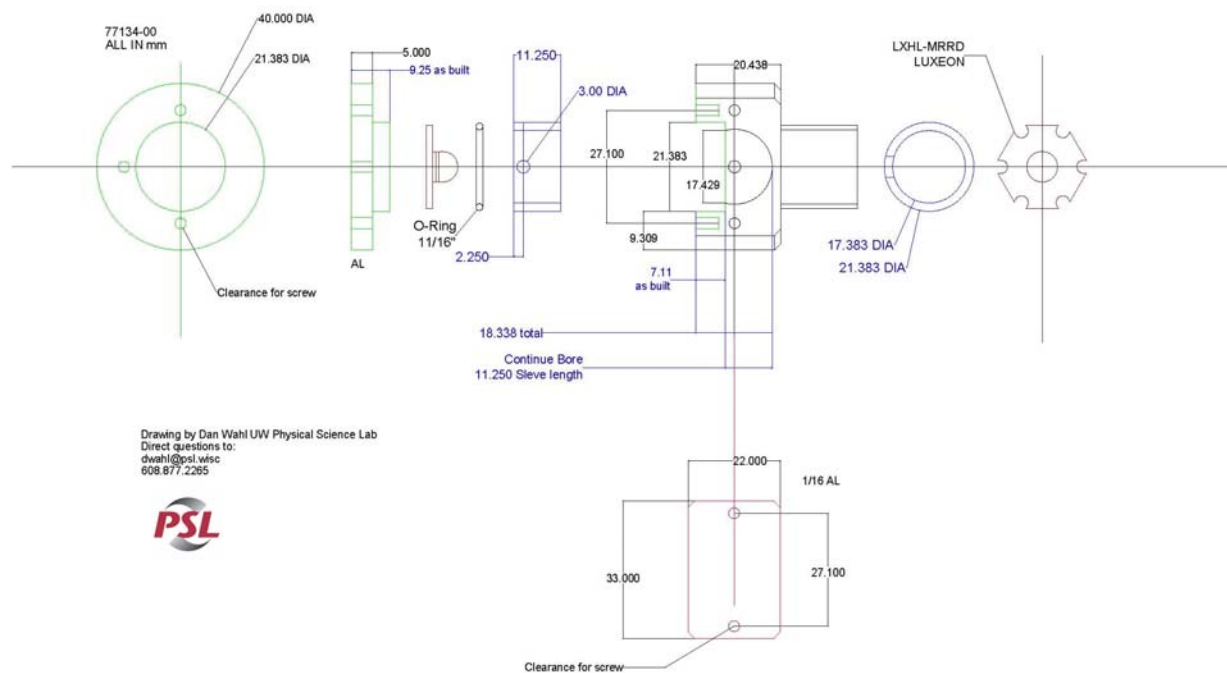 77134-00
ALL IN mm
40.000 DIA
21.383 DIA
5.000
9.25 as built
11.250
3.00 DIA
20.438
LXHL-MRRD
LUXEON
27.100
21.383
17.429
O-Ring
11/16"
2.250
9.309
17.383 DIA
21.383 DIA
AL
7.11
as built
Clearance for screw
18.338 total
Continue Bore
11.250 Sleve length
Drawing by Dan Wahl UW Physical Science Lab
Direct questions to:
dwahl@psl.wisc
608.877.2265
PSL
22.000
1/16 AL
33.000
27.100
Clearance for screw